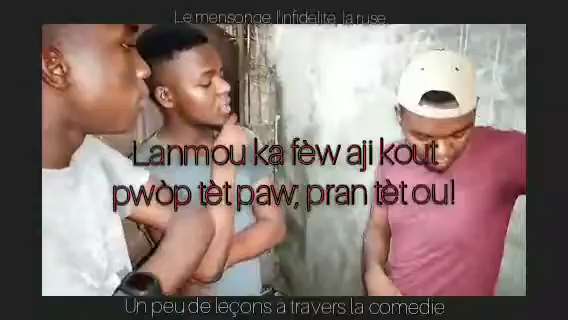 Le mensonge, l'infidelite, la ruse
Lanmou ka fèw aji kout
pwòp tèt paw, pran tèt ou!
Un peu de leçons a travers la comedie